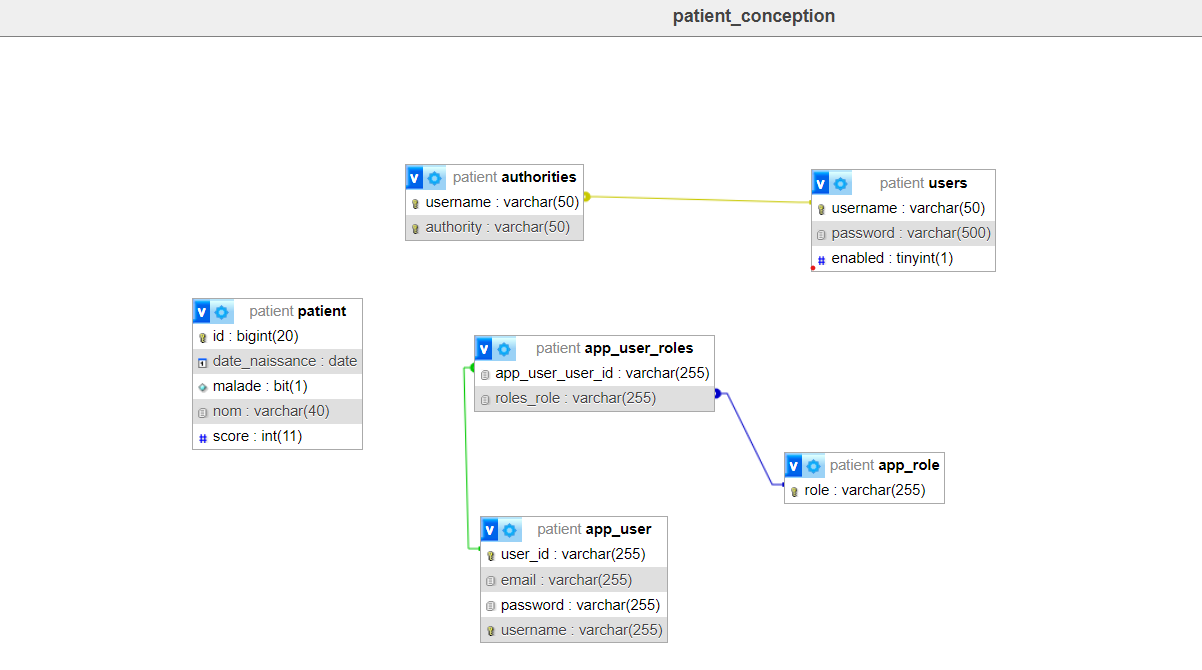 patient_conception
patient authorities
username : varchar(50)
authority : varchar(50)
patient users
username : varchar(50)
password : varchar(500)
enabled : tinyint(1)
patient patient
id : bigint(20)
date_naissance : date
malade : bit(1)
nom : varchar(40)
score : int(11)
patient app_user_roles
app_user_user_id : varchar(255)
roles_role : varchar(255)
patient app_role
role : varchar(255)
patient app_user
user_id : varchar(255)
email : varchar(255)
password : varchar(255)
username : varchar(255)